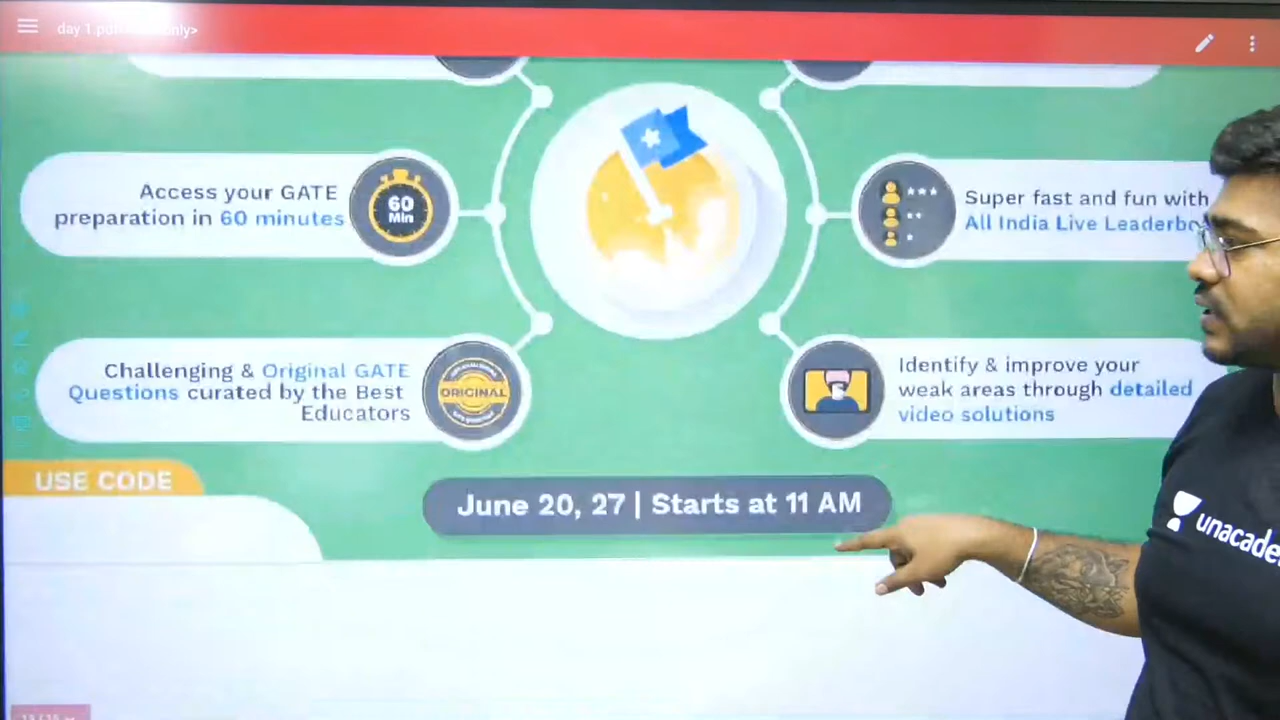 day 1.pdf
Access your GATE
preparation in 60 minutes
60
Min
Super fast and fun with
All India Live
Challenging & Original GATE
Questions curated by the Best
Educators
ORIGINAL
Identify & improve your
weak areas through detailed
video solutions
USE CODE
June 20, 27 | Starts at 11 AM